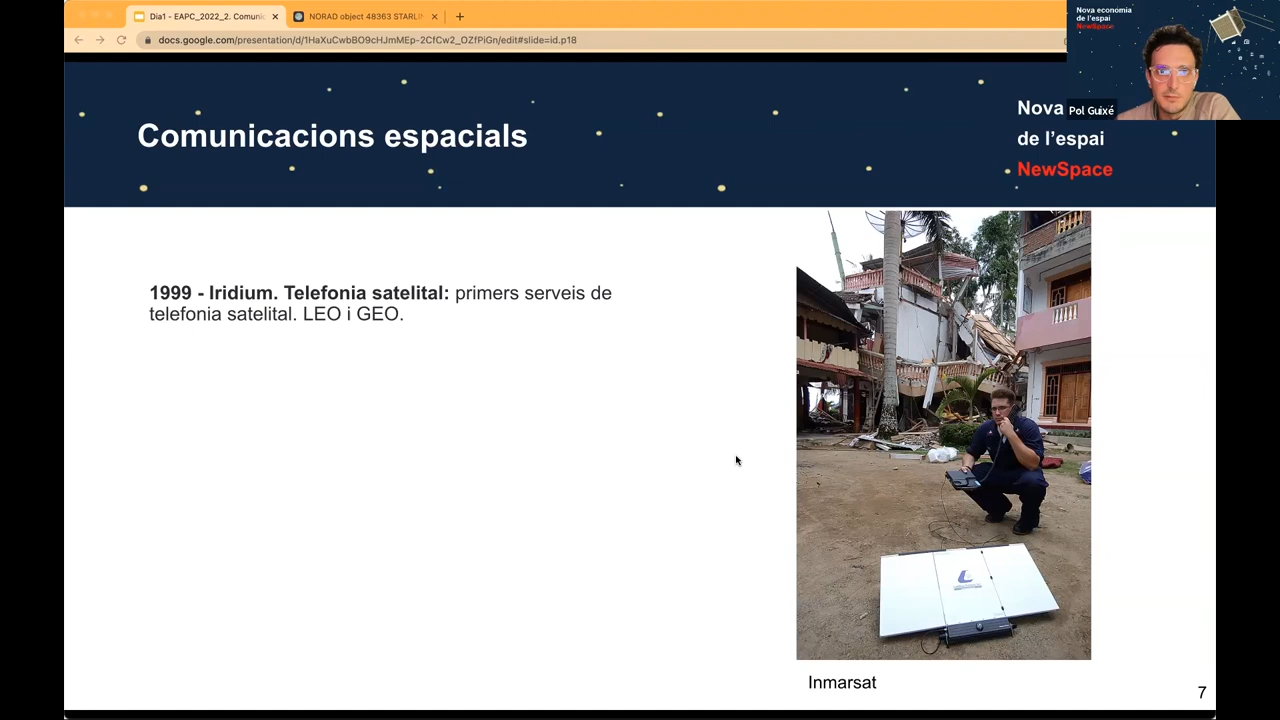 Dia1 - EAPC_2022_2. Comunic
NORAD object 48363 STARLIN
docs.google.com/presentation/d/1HaXuCwbBO9cHJmMEp-2CfCw2_OZfPiGn/edit#slide=id.p18
Nova economia
de l'espai
NewSpace
Pol Guixé
Comunicacions espacials
Nova
de l'espai
NewSpace
1999 - Iridium. Telefonia satelital: primers serveis de
telefonia satelital. LEO i GEO.
Inmarsat
7